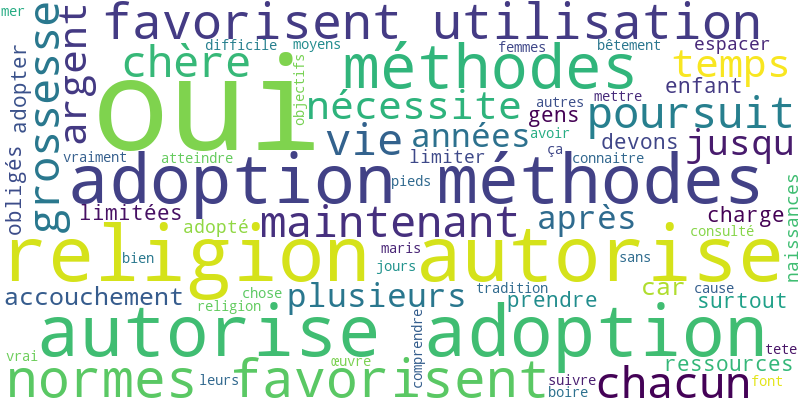 mer
favorisent utilisation
grossesse
argent
chère
difficile
moyens
femmes
bêtement
espacer
obligés adopter
oui
objectifs
méthodes
temps
enfant
nécessite
autres
mettre
gens
poursuit
vie
années
avoir
devons
jusqu
vraiment
atteindre
limiter
ça
connaitre
adoption méthodes
pieds
naissances
limitées
adopté
maintenant
après
charge
consulté
religion autorise
bien
maris
jours
sans
accouchement
chose
religion
plusieurs
tradition
prendre
car
cause
surtout
autorise adoption
comprendre
vrai
œuvre
tete
ressources
normes favorisent
leurs
suivre
boire
chacun
font